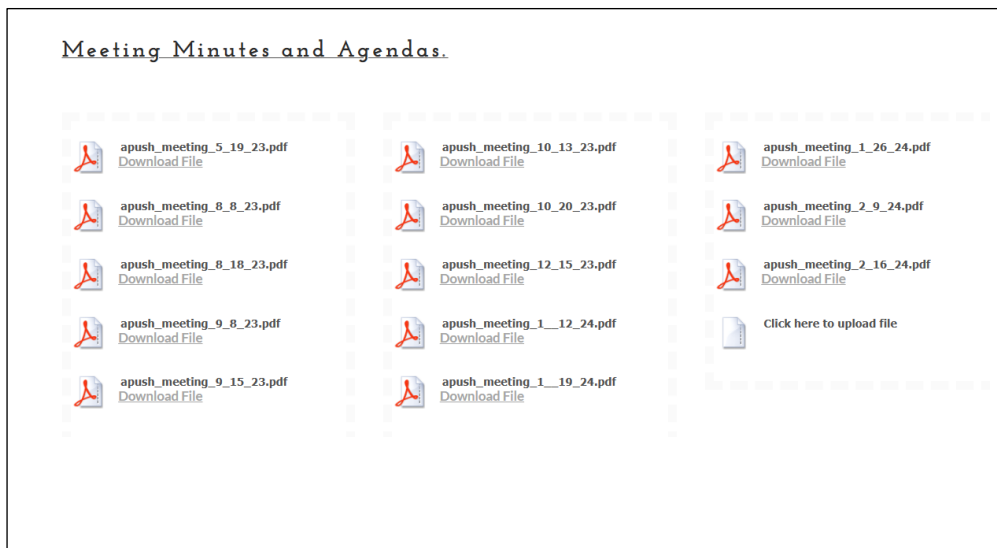 Meeting Minutes and Agendas.
apush_meeting_5_19_23.pdf
Download File
apush_meeting_8_8_23.pdf
Download File
apush_meeting_8_18_23.pdf
Download File
apush_meeting_9_8_23.pdf
Download File
apush_meeting_9_15_23.pdf
Download File
apush_meeting_10_13_23.pdf
Download File
apush_meeting_10_20_23.pdf
Download File
apush_meeting_12_15_23.pdf
Download File
apush_meeting_1__12_24.pdf
Download File
apush_meeting_1__19_24.pdf
Download File
apush_meeting_1_26_24.pdf
Download File
apush_meeting_2_9_24.pdf
Download File
apush_meeting_2_16_24.pdf
Download File
Click here to upload file